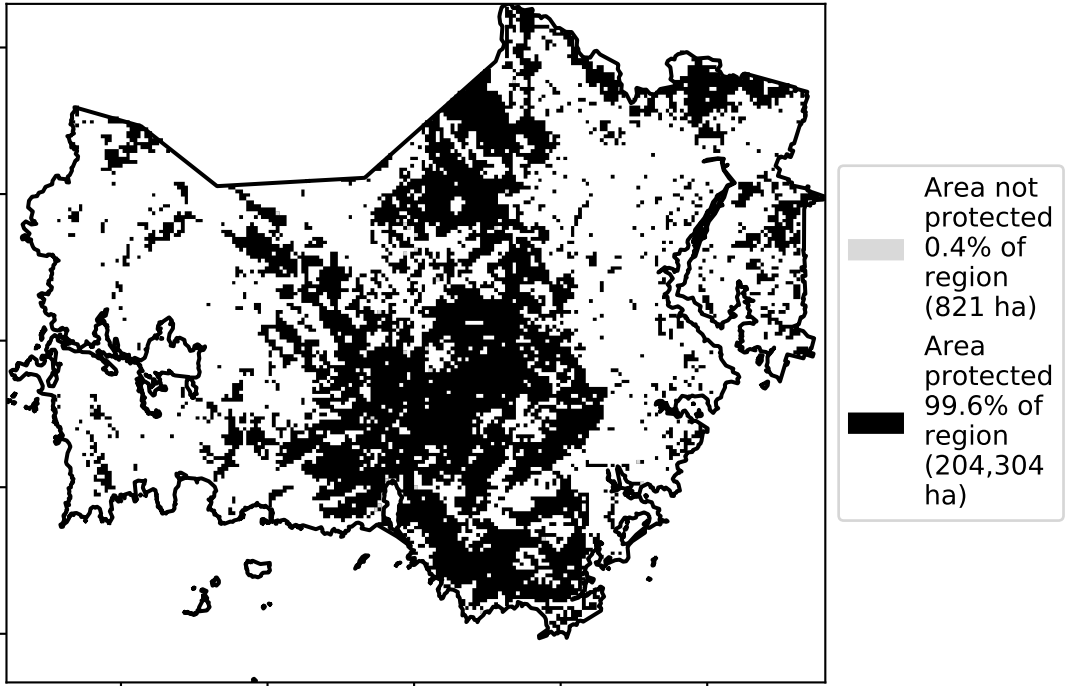 Area not
protected
0.4% of
region
(821 ha)
Area
protected
99.6% of
region
(204,304
ha)